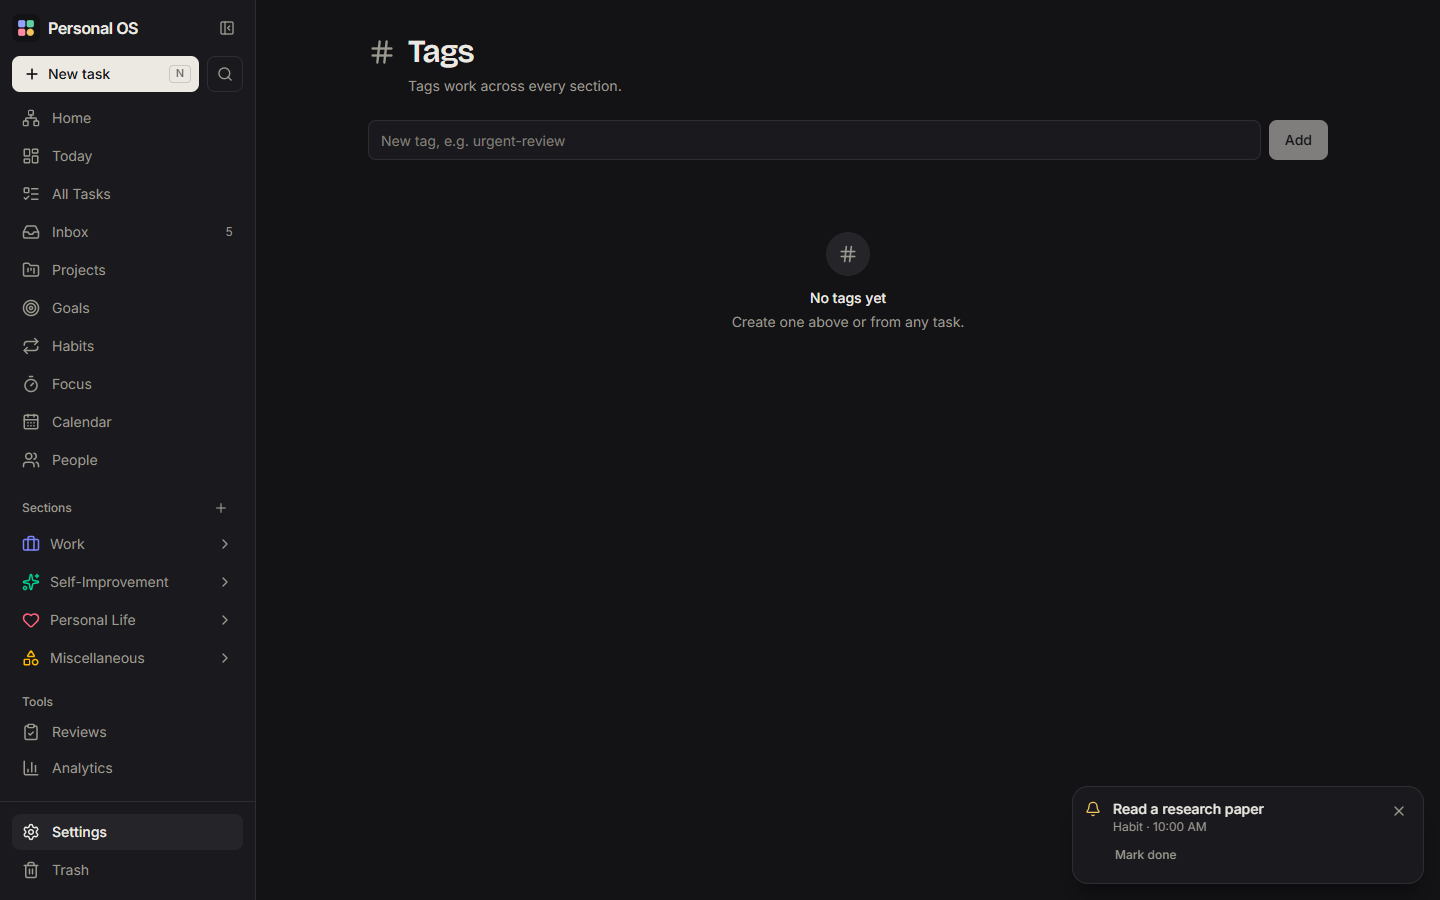 Personal OS
New task N
Home
Today
All Tasks
Inbox 5
Projects
Goals
Habits
Focus
Calendar
People
Sections
Work
Self-Improvement
Personal Life
Miscellaneous
Tools
Reviews
Analytics
Settings
Trash
# Tags
Tags work across every section.
New tag, e.g. urgent-review
Add
#
No tags yet
Create one above or from any task.
Read a research paper
Habit · 10:00 AM
Mark done